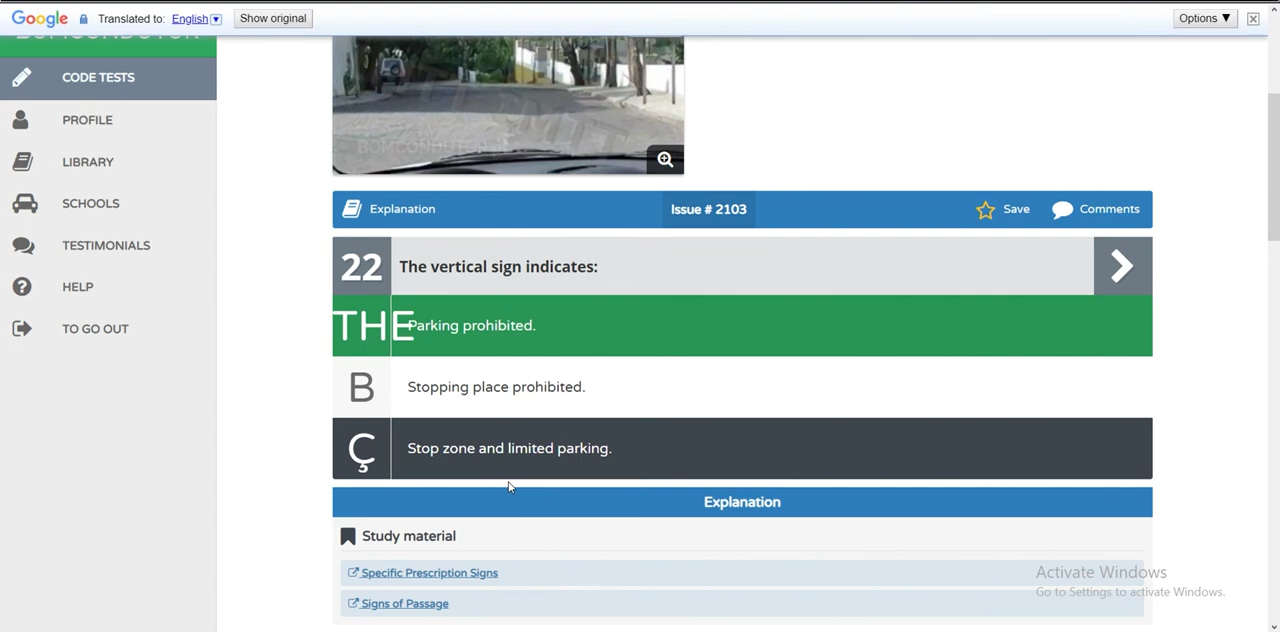 Google Translated to: English Show original Options ▼
BOMCONDUTOR
CODE TESTS
PROFILE
LIBRARY
SCHOOLS
TESTIMONIALS
HELP
TO GO OUT
BOMCONDUTOR
Explanation Issue # 2103 Save Comments
22 The vertical sign indicates:
THE Parking prohibited.
B Stopping place prohibited.
Ç Stop zone and limited parking.
Explanation
Study material
Specific Prescription Signs
Signs of Passage
Activate Windows
Go to Settings to activate Windows.